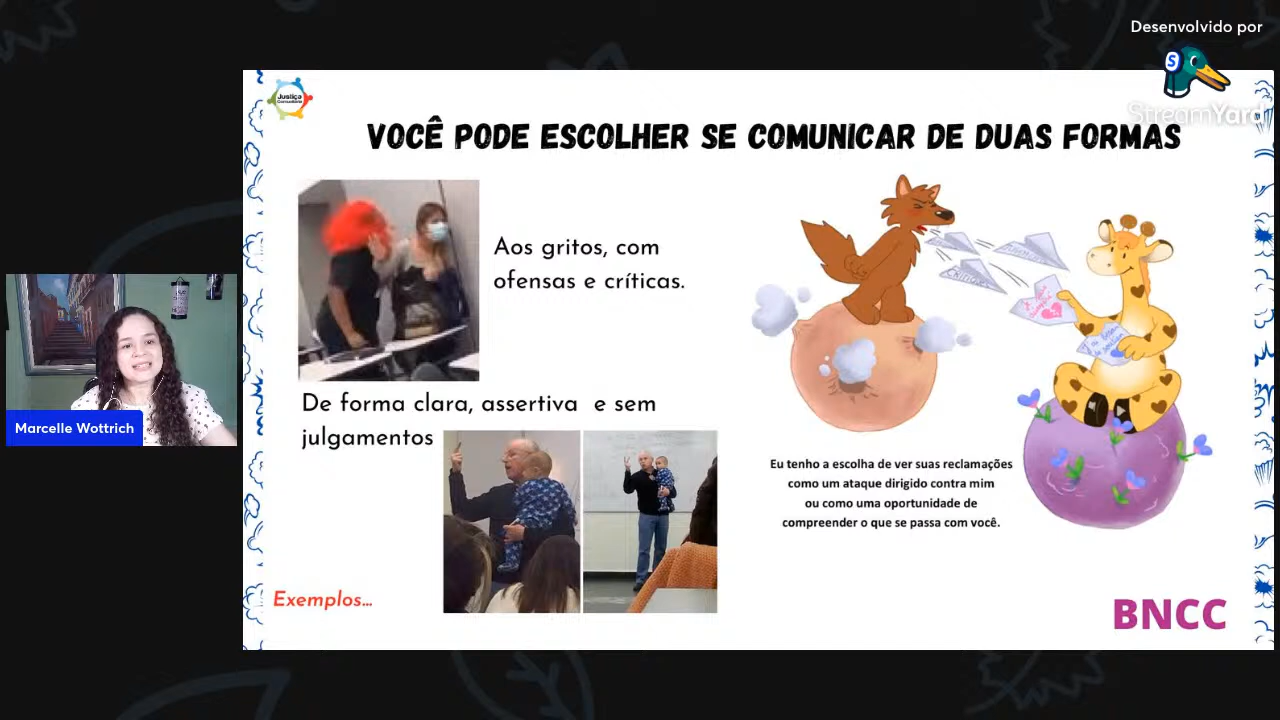 Desenvolvido por
StreamYard
Justiça
Comunitária
VOCÊ PODE ESCOLHER SE COMUNICAR DE DUAS FORMAS
Aos gritos, com
ofensas e críticas.
De forma clara, assertiva e sem
julgamentos
Marcelle Wottrich
Eu tenho a escolha de ver suas reclamações
como um ataque dirigido contra mim
ou como uma oportunidade de
compreender o que se passa com você.
Exemplos...
BNCC